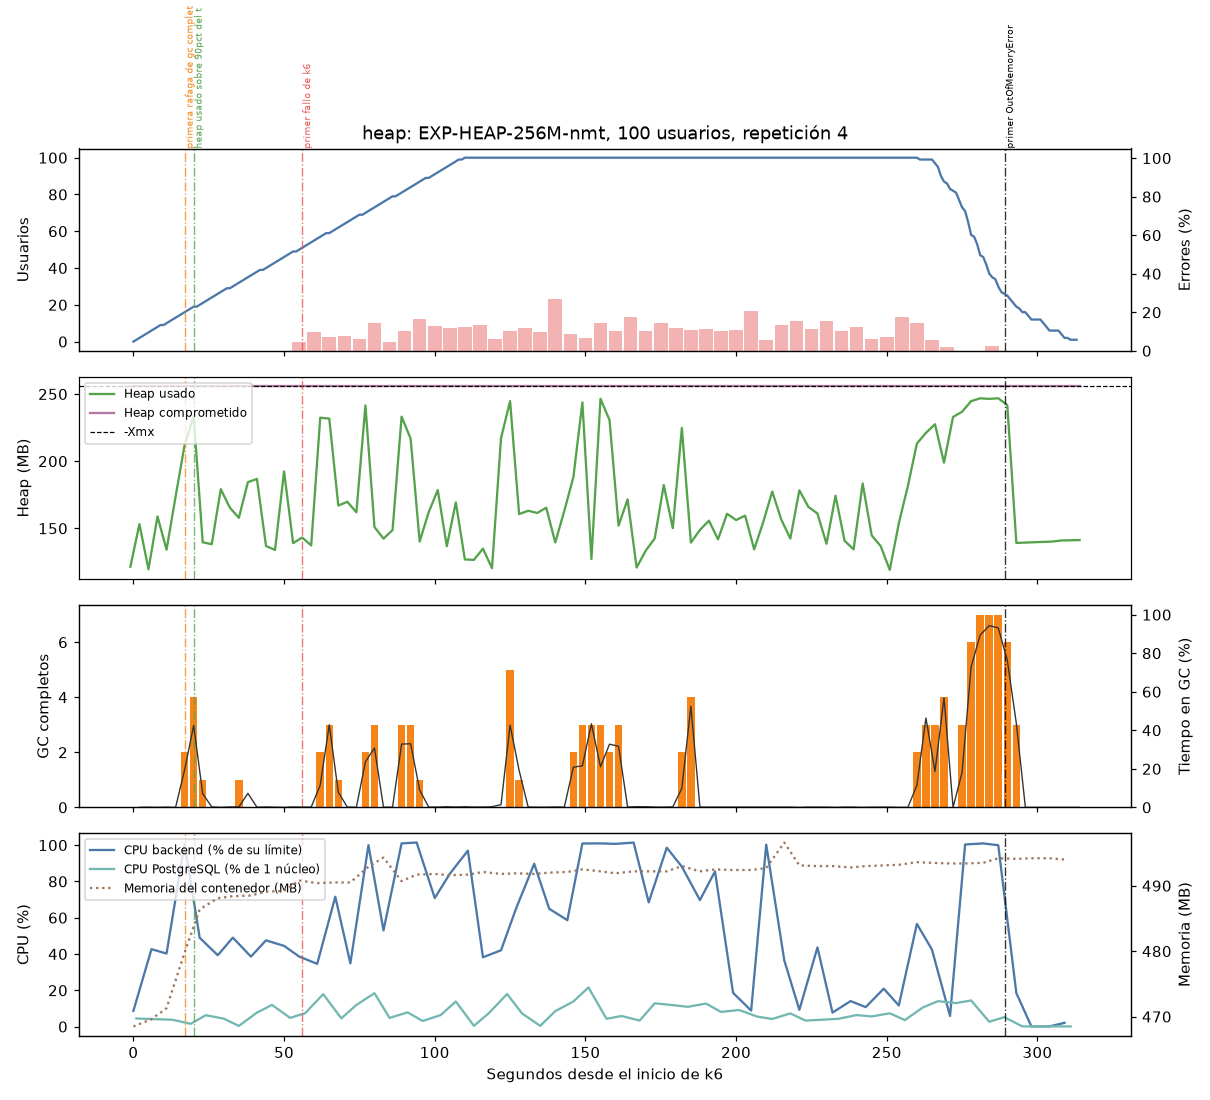 primera rafaga de gc complet
heap usado sobre 90pct del t
primer fallo de k6
primer OutOfMemoryError
heap: EXP-HEAP-256M-nmt, 100 usuarios, repetición 4
Usuarios
100
80
60
40
20
0
100
80
60
40
20
0
Errores (%)
Heap (MB)
250
200
150
Heap usado
Heap comprometido
-Xmx
GC completos
6
4
2
0
100
80
60
40
20
0
Tiempo en GC (%)
CPU (%)
100
80
60
40
20
0
CPU backend (% de su límite)
CPU PostgreSQL (% de 1 núcleo)
Memoria del contenedor (MB)
490
480
470
Memoria (MB)
0 50 100 150 200 250 300
Segundos desde el inicio de k6